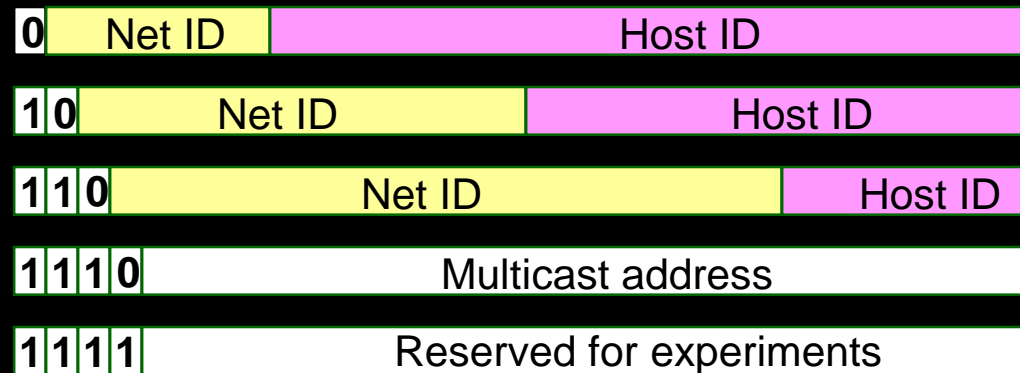 0 Net ID Host ID
1 0 Net ID Host ID
1 1 0 Net ID Host ID
1 1 1 0 Multicast address
1 1 1 1 Reserved for experiments